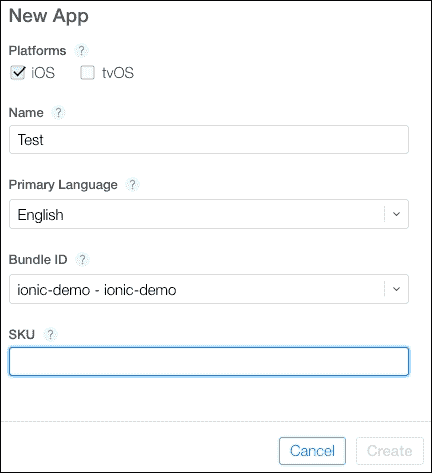 New App
Platforms ?
iOS tvOS
Name ?
Test
Primary Language ?
English
Bundle ID ?
ionic-demo - ionic-demo
SKU ?
Cancel Create